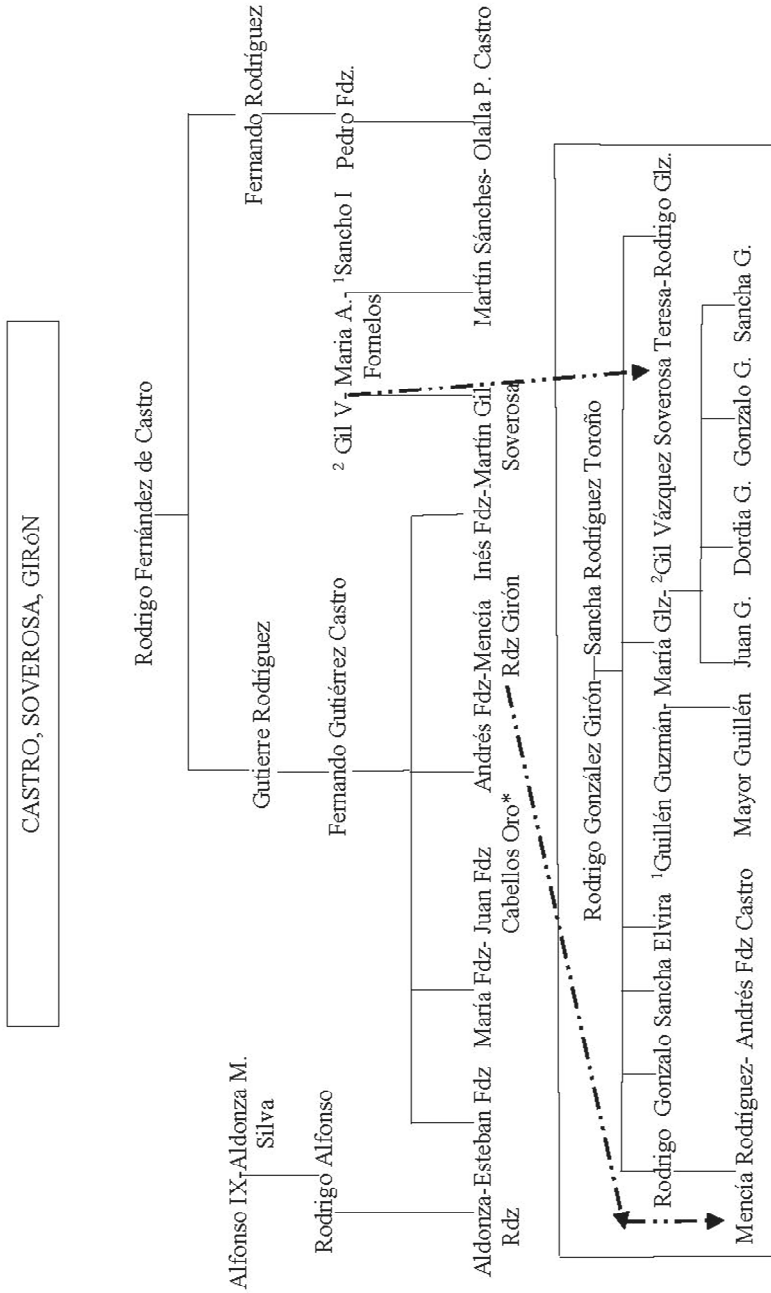 CASTRO, SOVEROSA, GIRóN
Rodrigo Fernández de Castro
Alfonso IX-Aldonza M. Silva
Gutierre Rodríguez
Fernando Rodríguez
Rodrigo Alfonso
Fernando Gutiérrez Castro
² Gil V- Maria A.- ¹Sancho I
Fornelos
Pedro Fdz.
Aldonza-Esteban Fdz
Rdz
María Fdz- Juan Fdz
Cabellos Oro*
Andrés Fdz-Mencía
Rdz Girón
Inés Fdz-Martín Gil
Soverosa
Martín Sánches- Olalla P. Castro
Rodrigo González Girón
Sancha Rodríguez Toroño
Rodrigo Gonzalo Sancha Elvira ¹Guillén Guzmán- María Glz- ²Gil Vázquez Soverosa Teresa-Rodrigo Glz.
Mencía Rodríguez- Andrés Fdz Castro
Mayor Guillén
Juan G. Dordia G. Gonzalo G. Sancha G.